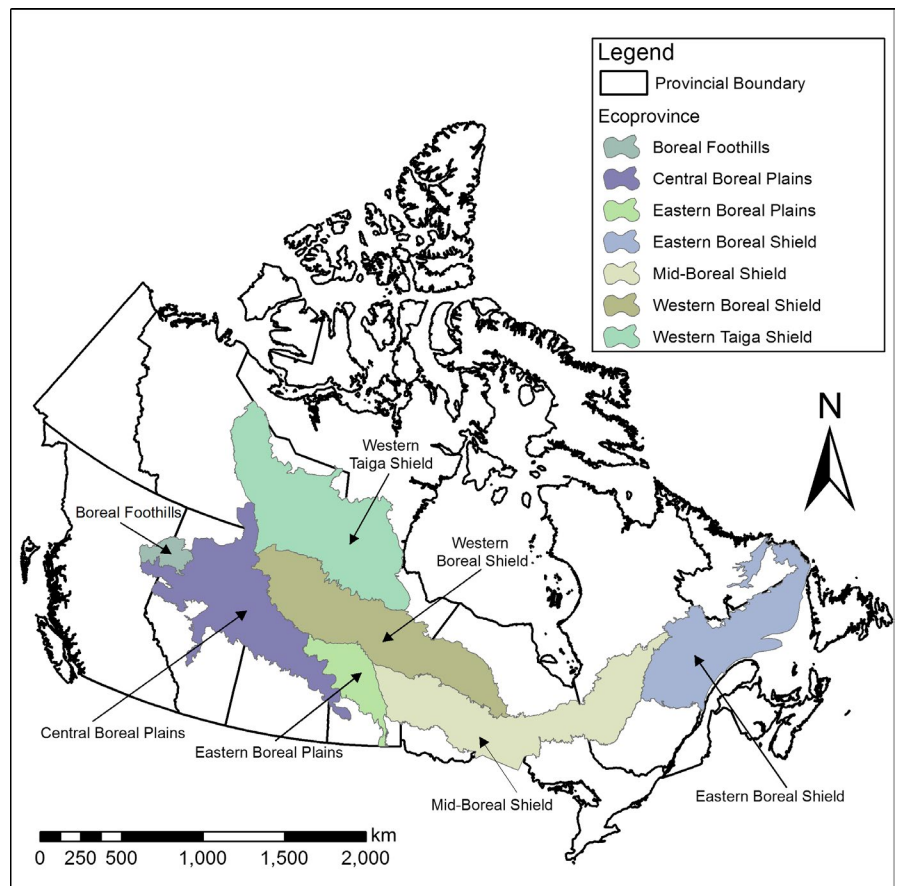 Legend
Provincial Boundary
Ecoprovince
Boreal Foothills
Central Boreal Plains
Eastern Boreal Plains
Eastern Boreal Shield
Mid-Boreal Shield
Western Boreal Shield
Western Taiga Shield
N
Western
Taiga Shield
Boreal Foothills
Western
Boreal Shield
Central Boreal Plains
Eastern Boreal Plains
Mid-Boreal Shield
Eastern Boreal Shield
km
0 250 500 1,000 1,500 2,000